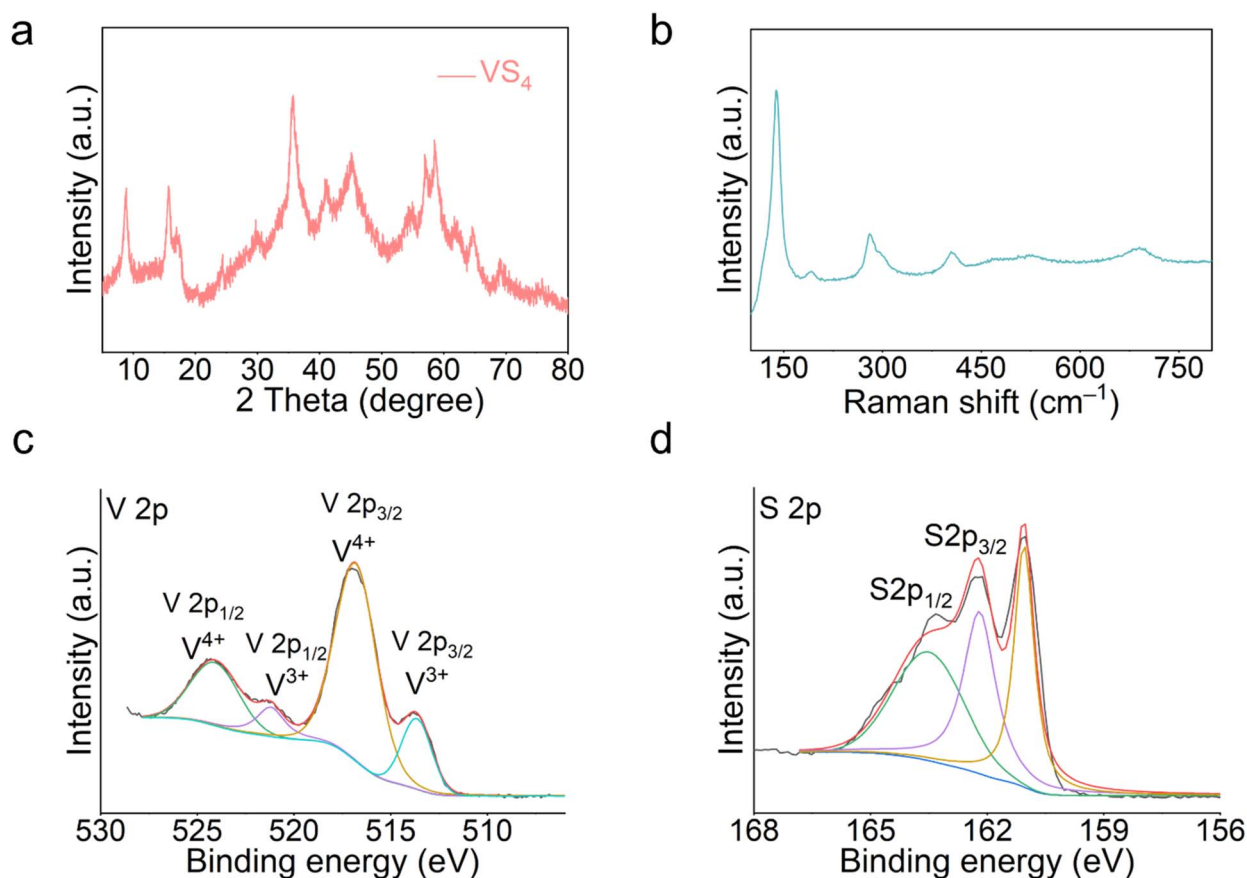 a
VS₄
Intensity (a.u.)
10 20 30 40 50 60 70 80
2 Theta (degree)
b
Intensity (a.u.)
150 300 450 600 750
Raman shift (cm⁻¹)
c
V 2p
V 2p₃/₂
V⁴⁺
V 2p₁/₂
V⁴⁺
V 2p₁/₂
V³⁺
V 2p₃/₂
V³⁺
Intensity (a.u.)
530 525 520 515 510
Binding energy (eV)
d
S 2p
S2p₃/₂
S2p₁/₂
Intensity (a.u.)
168 165 162 159 156
Binding energy (eV)